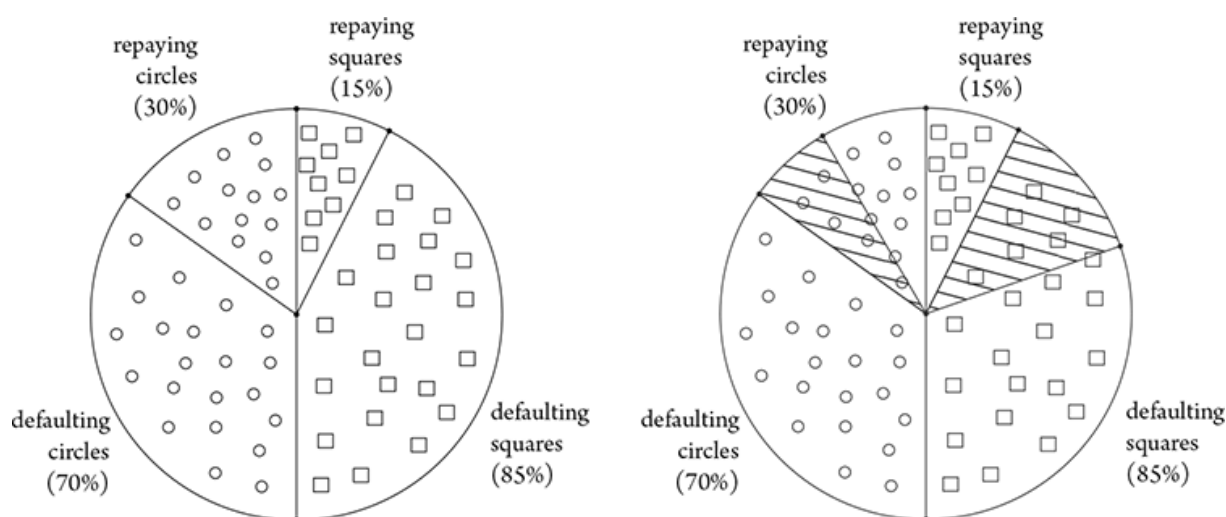 repaying
circles
(30%)
repaying
squares
(15%)
defaulting
circles
(70%)
defaulting
squares
(85%)
repaying
circles
(30%)
repaying
squares
(15%)
defaulting
circles
(70%)
defaulting
squares
(85%)